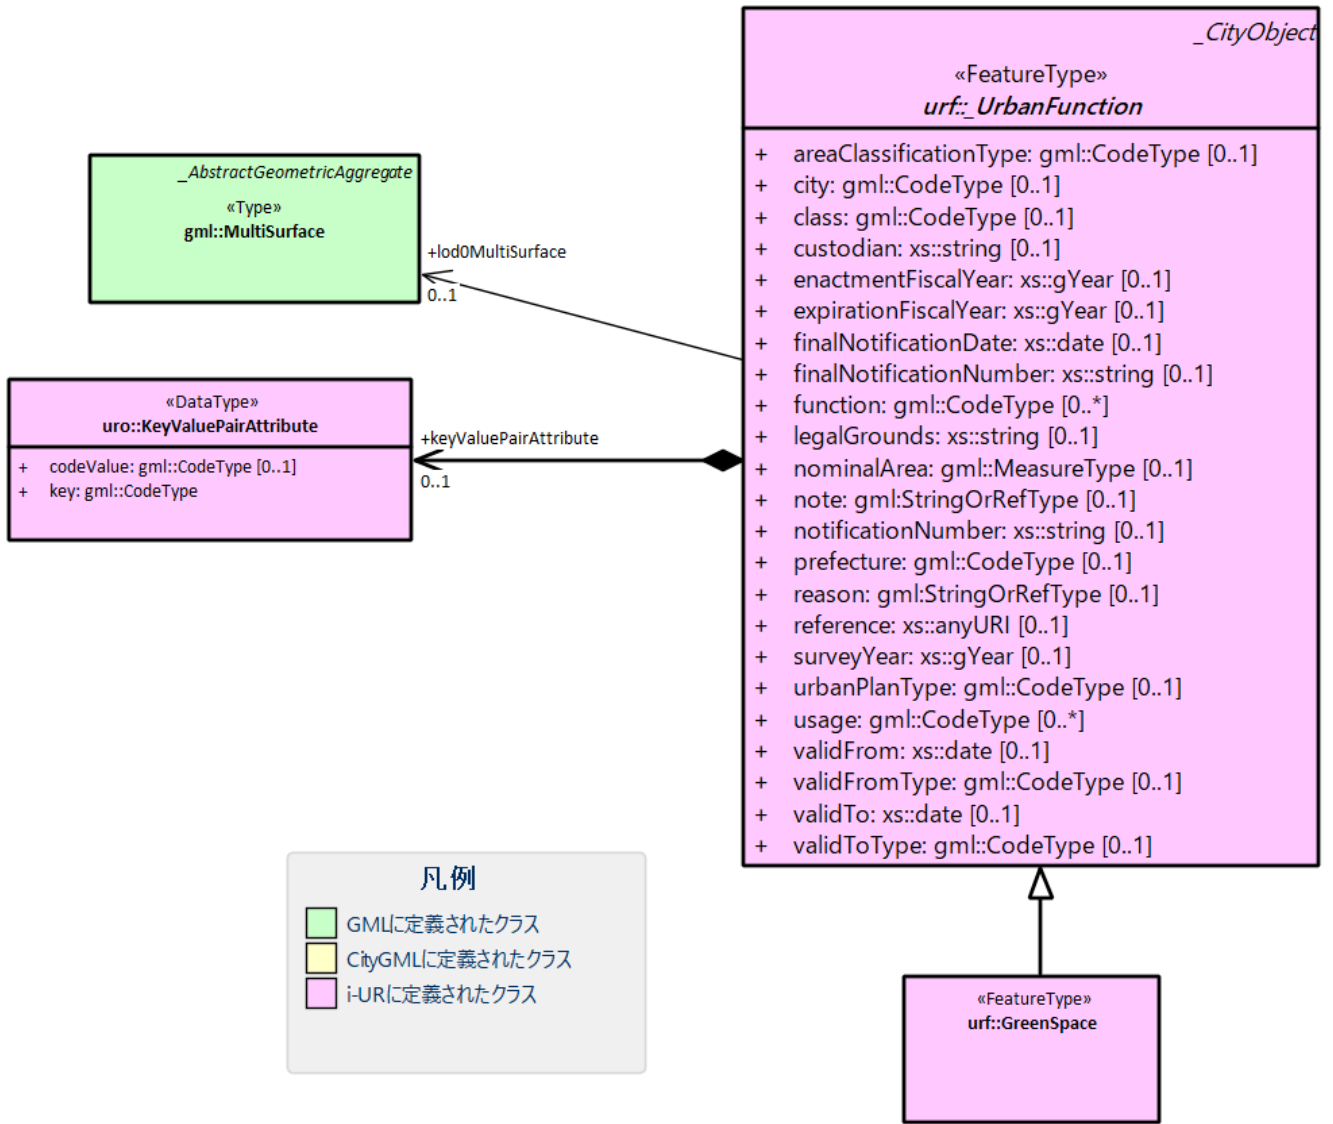 _CityObject
«FeatureType»
urf::_UrbanFunction
+ areaClassificationType: gml::CodeType [0..1]
+ city: gml::CodeType [0..1]
+ class: gml::CodeType [0..1]
+ custodian: xs::string [0..1]
+ enactmentFiscalYear: xs::gYear [0..1]
+ expirationFiscalYear: xs::gYear [0..1]
+ finalNotificationDate: xs::date [0..1]
+ finalNotificationNumber: xs::string [0..1]
+ function: gml::CodeType [0..*]
+ legalGrounds: xs::string [0..1]
+ nominalArea: gml::MeasureType [0..1]
+ note: gml:StringOrRefType [0..1]
+ notificationNumber: xs::string [0..1]
+ prefecture: gml::CodeType [0..1]
+ reason: gml:StringOrRefType [0..1]
+ reference: xs::anyURI [0..1]
+ surveyYear: xs::gYear [0..1]
+ urbanPlanType: gml::CodeType [0..1]
+ usage: gml::CodeType [0..*]
+ validFrom: xs::date [0..1]
+ validFromType: gml::CodeType [0..1]
+ validTo: xs::date [0..1]
+ validToType: gml::CodeType [0..1]
_AbstractGeometricAggregate
«Type»
gml::MultiSurface
+lod0MultiSurface
0..1
«DataType»
uro::KeyValuePairAttribute
+ codeValue: gml::CodeType [0..1]
+ key: gml::CodeType
+keyValuePairAttribute
0..1
凡例
GMLに定義されたクラス
CityGMLに定義されたクラス
i-URに定義されたクラス
«FeatureType»
urf::GreenSpace